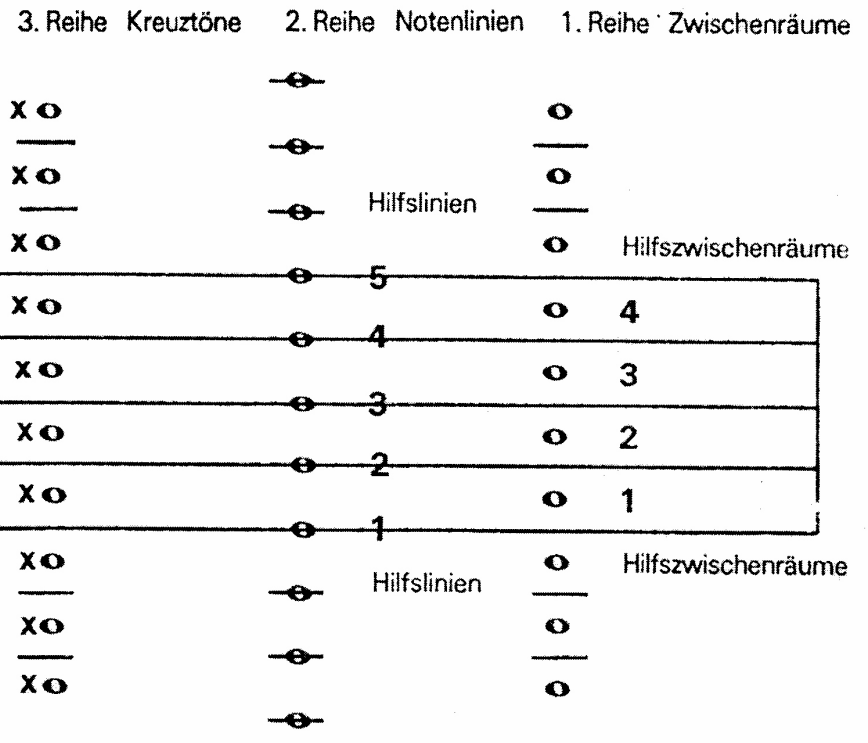 3. Reihe Kreuztöne 2. Reihe Notenlinien 1. Reihe Zwischenräume
X
X
Hilfslinien
X
Hilfszwischenräume
5
X
4
4
X
3
3
X
2
2
X
1
1
X
Hilfszwischenräume
Hilfslinien
X
X